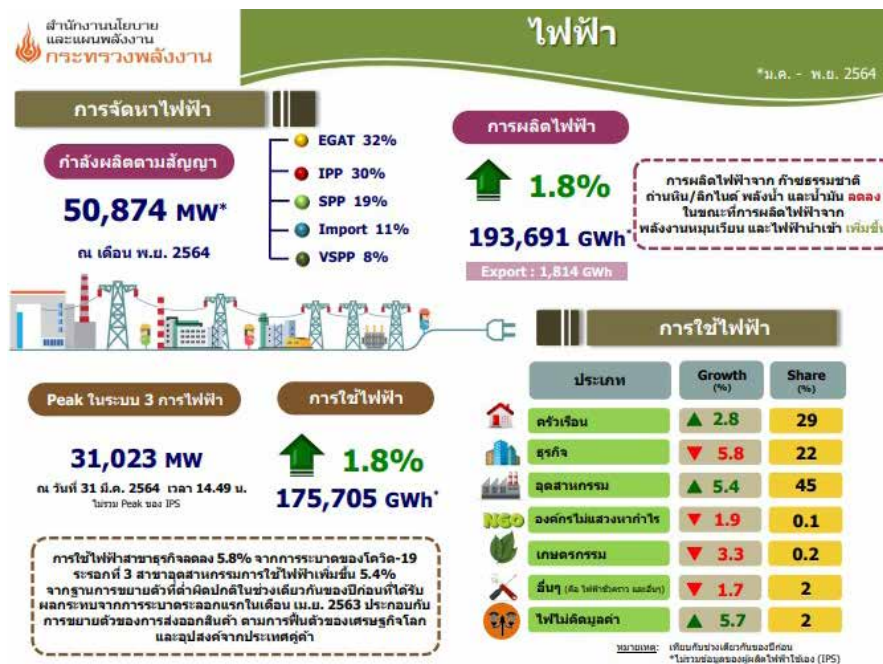 สำนักงานนโยบาย
และแผนพลังงาน
กระทรวงพลังงาน
ไฟฟ้า
*ม.ค. - พ.ย. 2564
การจัดหาไฟฟ้า
กำลังผลิตตามสัญญา
50,874 MW*
ณ เดือน พ.ย. 2564
EGAT 32%
IPP 30%
SPP 19%
Import 11%
VSPP 8%
การผลิตไฟฟ้า
1.8%
193,691 GWh*
Export : 1,814 GWh
การผลิตไฟฟ้าจาก ก๊าซธรรมชาติ
ถ่านหิน/ลิกไนต์ พลังน้ำ และน้ำมัน ลดลง
ในขณะที่การผลิตไฟฟ้าจาก
พลังงานหมุนเวียน และไฟฟ้านำเข้า เพิ่มขึ้น
Peak ในระบบ 3 การไฟฟ้า
31,023 MW
ณ วันที่ 31 มี.ค. 2564 เวลา 14.49 น.
ไม่รวม Peak ของ IPS
การใช้ไฟฟ้า
1.8%
175,705 GWh*
การใช้ไฟฟ้าสาขาธุรกิจลดลง 5.8% จากการระบาดของโควิด-19
ระรอกที่ 3 สาขาอุตสาหกรรมการใช้ไฟฟ้าเพิ่มขึ้น 5.4%
จากฐานการขยายตัวที่ต่ำผิดปกติในช่วงเดียวกันของปีก่อนที่ได้รับ
ผลกระทบจากการระบาดระลอกแรกในเดือน เม.ย. 2563 ประกอบกับ
การขยายตัวของการส่งออกสินค้า ตามการฟื้นตัวของเศรษฐกิจโลก
และอุปสงค์จากประเทศคู่ค้า
การใช้ไฟฟ้า
ประเภท Growth (%) Share (%)
ครัวเรือน ▲ 2.8 29
ธุรกิจ ▼ 5.8 22
อุตสาหกรรม ▲ 5.4 45
NGO องค์กรไม่แสวงหากำไร ▼ 1.9 0.1
เกษตรกรรม ▼ 3.3 0.2
อื่นๆ (คือ ไฟฟ้าชั่วคราว และอื่นๆ) ▼ 1.7 2
ไฟไม่คิดมูลค่า ▲ 5.7 2
หมายเหตุ: เทียบกับช่วงเดียวกันของปีก่อน
*ไม่รวมข้อมูลของผู้ผลิตไฟฟ้าใช้เอง (IPS)